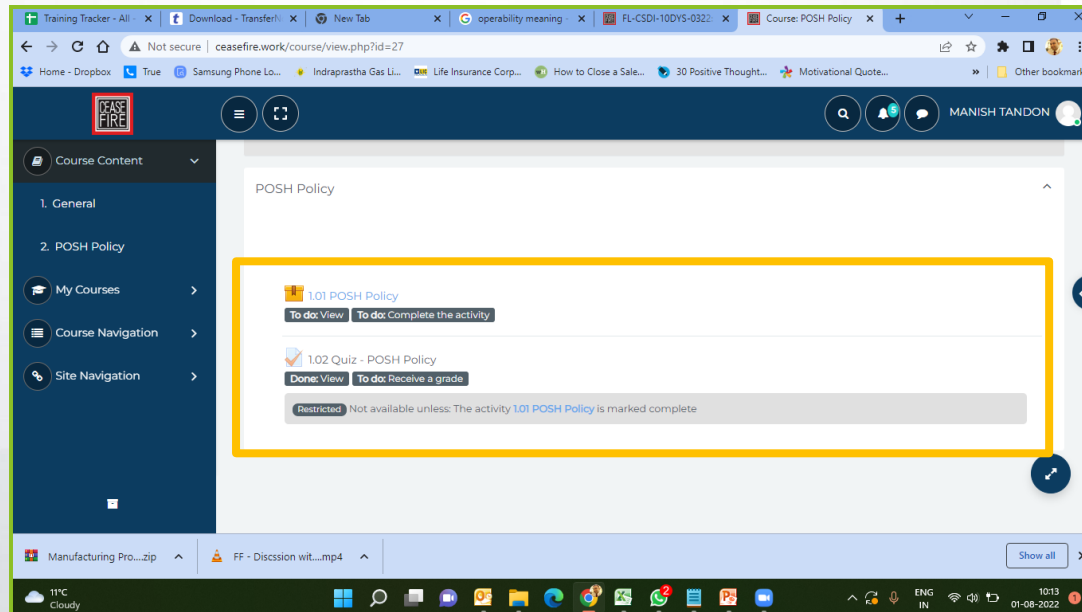 Training Tracker - All -
Download - TransferN
New Tab
operability meaning -
FL-CSDI-10DYS-0322
Course: POSH Policy
Not secure
ceasefire.work/course/view.php?id=27
Home - Dropbox
True
Samsung Phone Lo...
Indraprastha Gas Li...
Life Insurance Corp...
How to Close a Sale...
30 Positive Thought...
Motivational Quote...
»
Other bookmark
CEASE
FIRE
5
MANISH TANDON
Course Content
1. General
2. POSH Policy
My Courses
Course Navigation
Site Navigation
POSH Policy
1.01 POSH Policy
To do: View To do: Complete the activity
1.02 Quiz - POSH Policy
Done: View To do: Receive a grade
Restricted Not available unless: The activity 1.01 POSH Policy is marked complete
Manufacturing Pro....zip
FF - Discssion wit....mp4
Show all
11°C
Cloudy
2
ENG
IN
10:13
01-08-2022
1